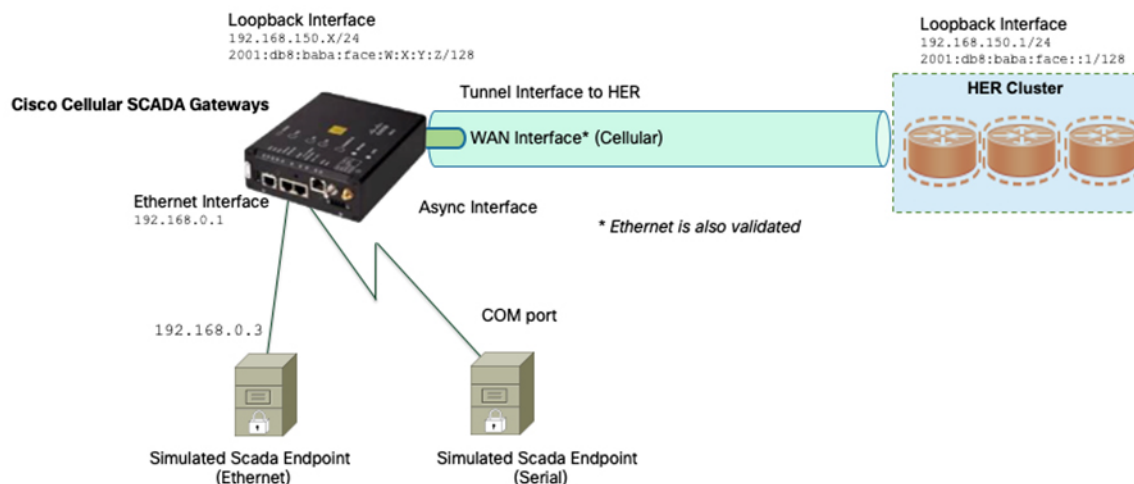 Loopback Interface
192.168.150.X/24
2001:db8:baba:face:W:X:Y:Z/128
Loopback Interface
192.168.150.1/24
2001:db8:baba:face::1/128
Cisco Cellular SCADA Gateways
Tunnel Interface to HER
HER Cluster
WAN Interface* (Cellular)
Ethernet Interface
192.168.0.1
Async Interface
* Ethernet is also validated
192.168.0.3
COM port
Simulated Scada Endpoint
(Ethernet)
Simulated Scada Endpoint
(Serial)